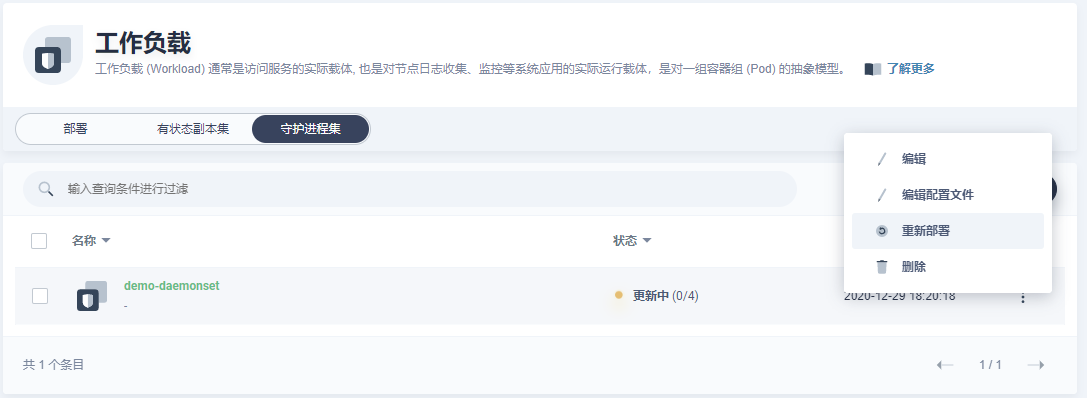 工作负载
工作负载 (Workload) 通常是访问服务的实际载体, 也是对节点日志收集、监控等系统应用的实际运行载体，是对一组容器组 (Pod) 的抽象模型。 了解更多
部署 有状态副本集 守护进程集
编辑
编辑配置文件
重新部署
删除
输入查询条件进行过滤
名称 状态
demo-daemonset
-
更新中 (0/4) 2020-12-29 18:20:18
共 1 个条目 1 / 1